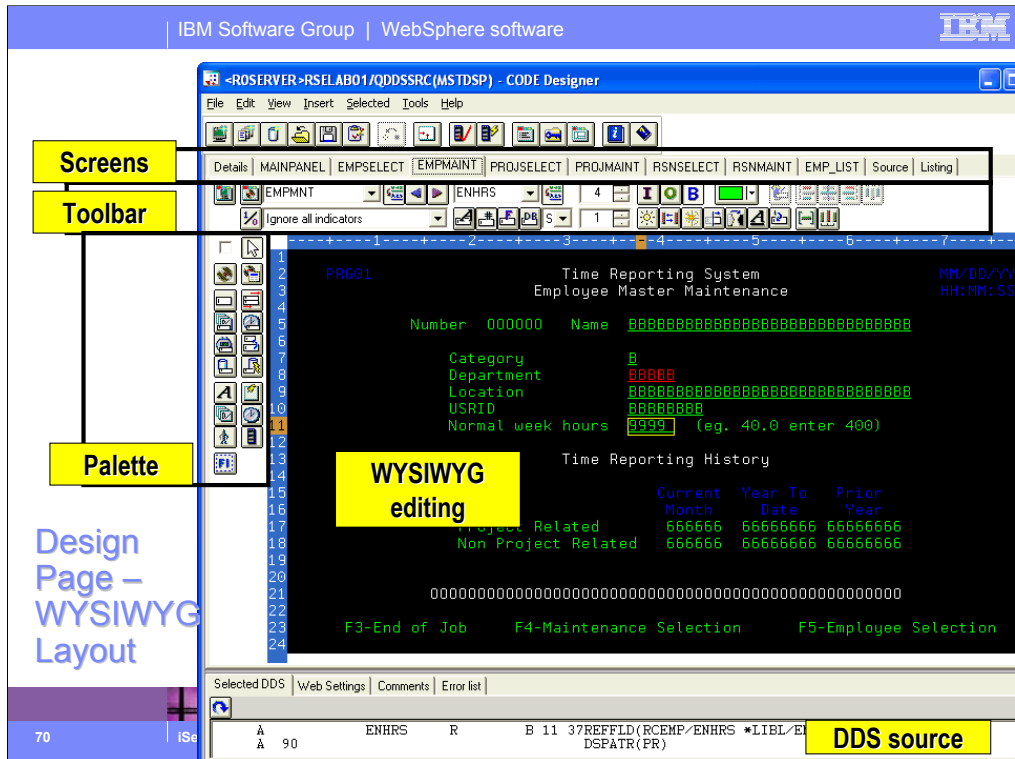 IBM Software Group | WebSphere software
IBM
<R0SERVER>RSELAB01/QDDSSRC(MSTDSP) - CODE Designer
File Edit View Insert Selected Tools Help
Screens
Details MAINPANEL EMPSELECT EMPMAINT PROJSELECT PROJMAINT RSNSELECT RSNMAINT EMP_LIST Source Listing
Toolbar
EMPMNT ENHRS 4 I O B
Ignore all indicators S 1
----+----1----+----2----+----3----+----4----+----5----+----6----+----7----+--
1
2 PRG01 Time Reporting System MM/DD/YY
3 Employee Master Maintenance HH:MM:SS
4
5 Number 000000 Name BBBBBBBBBBBBBBBBBBBBBBBBBBBBBB
6
7 Category B
8 Department BBBBB
9 Location BBBBBBBBBBBBBBBBBBBBBBBBBBBBBB
10 USRID BBBBBBBB
11 Normal week hours 9999 (eg. 40.0 enter 400)
12
13 Time Reporting History
14
Palette
WYSIWYG
editing
15 Current Year To Prior
16 Month Date Year
17 Project Related 666666 66666666 66666666
18 Non Project Related 666666 66666666 66666666
19
20
21 OOOOOOOOOOOOOOOOOOOOOOOOOOOOOOOOOOOOOOOOOOOOOOOOOO
22
23 F3-End of Job F4-Maintenance Selection F5-Employee Selection
24
Design
Page –
WYSIWYG
Layout
Selected DDS Web Settings Comments Error list
A ENHRS R B 11 37REFFLD(RCEMP/ENHRS *LIBL/E
A 90 DSPATR(PR)
DDS source
70 iSe